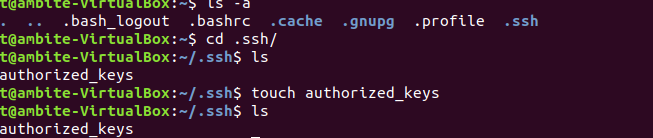 t@ambite-VirtualBox:~$ ls -a
. .. .bash_logout .bashrc .cache .gnupg .profile .ssh
t@ambite-VirtualBox:~$ cd .ssh/
t@ambite-VirtualBox:~/.ssh$ ls
authorized_keys
t@ambite-VirtualBox:~/.ssh$ touch authorized_keys
t@ambite-VirtualBox:~/.ssh$ ls
authorized_keys